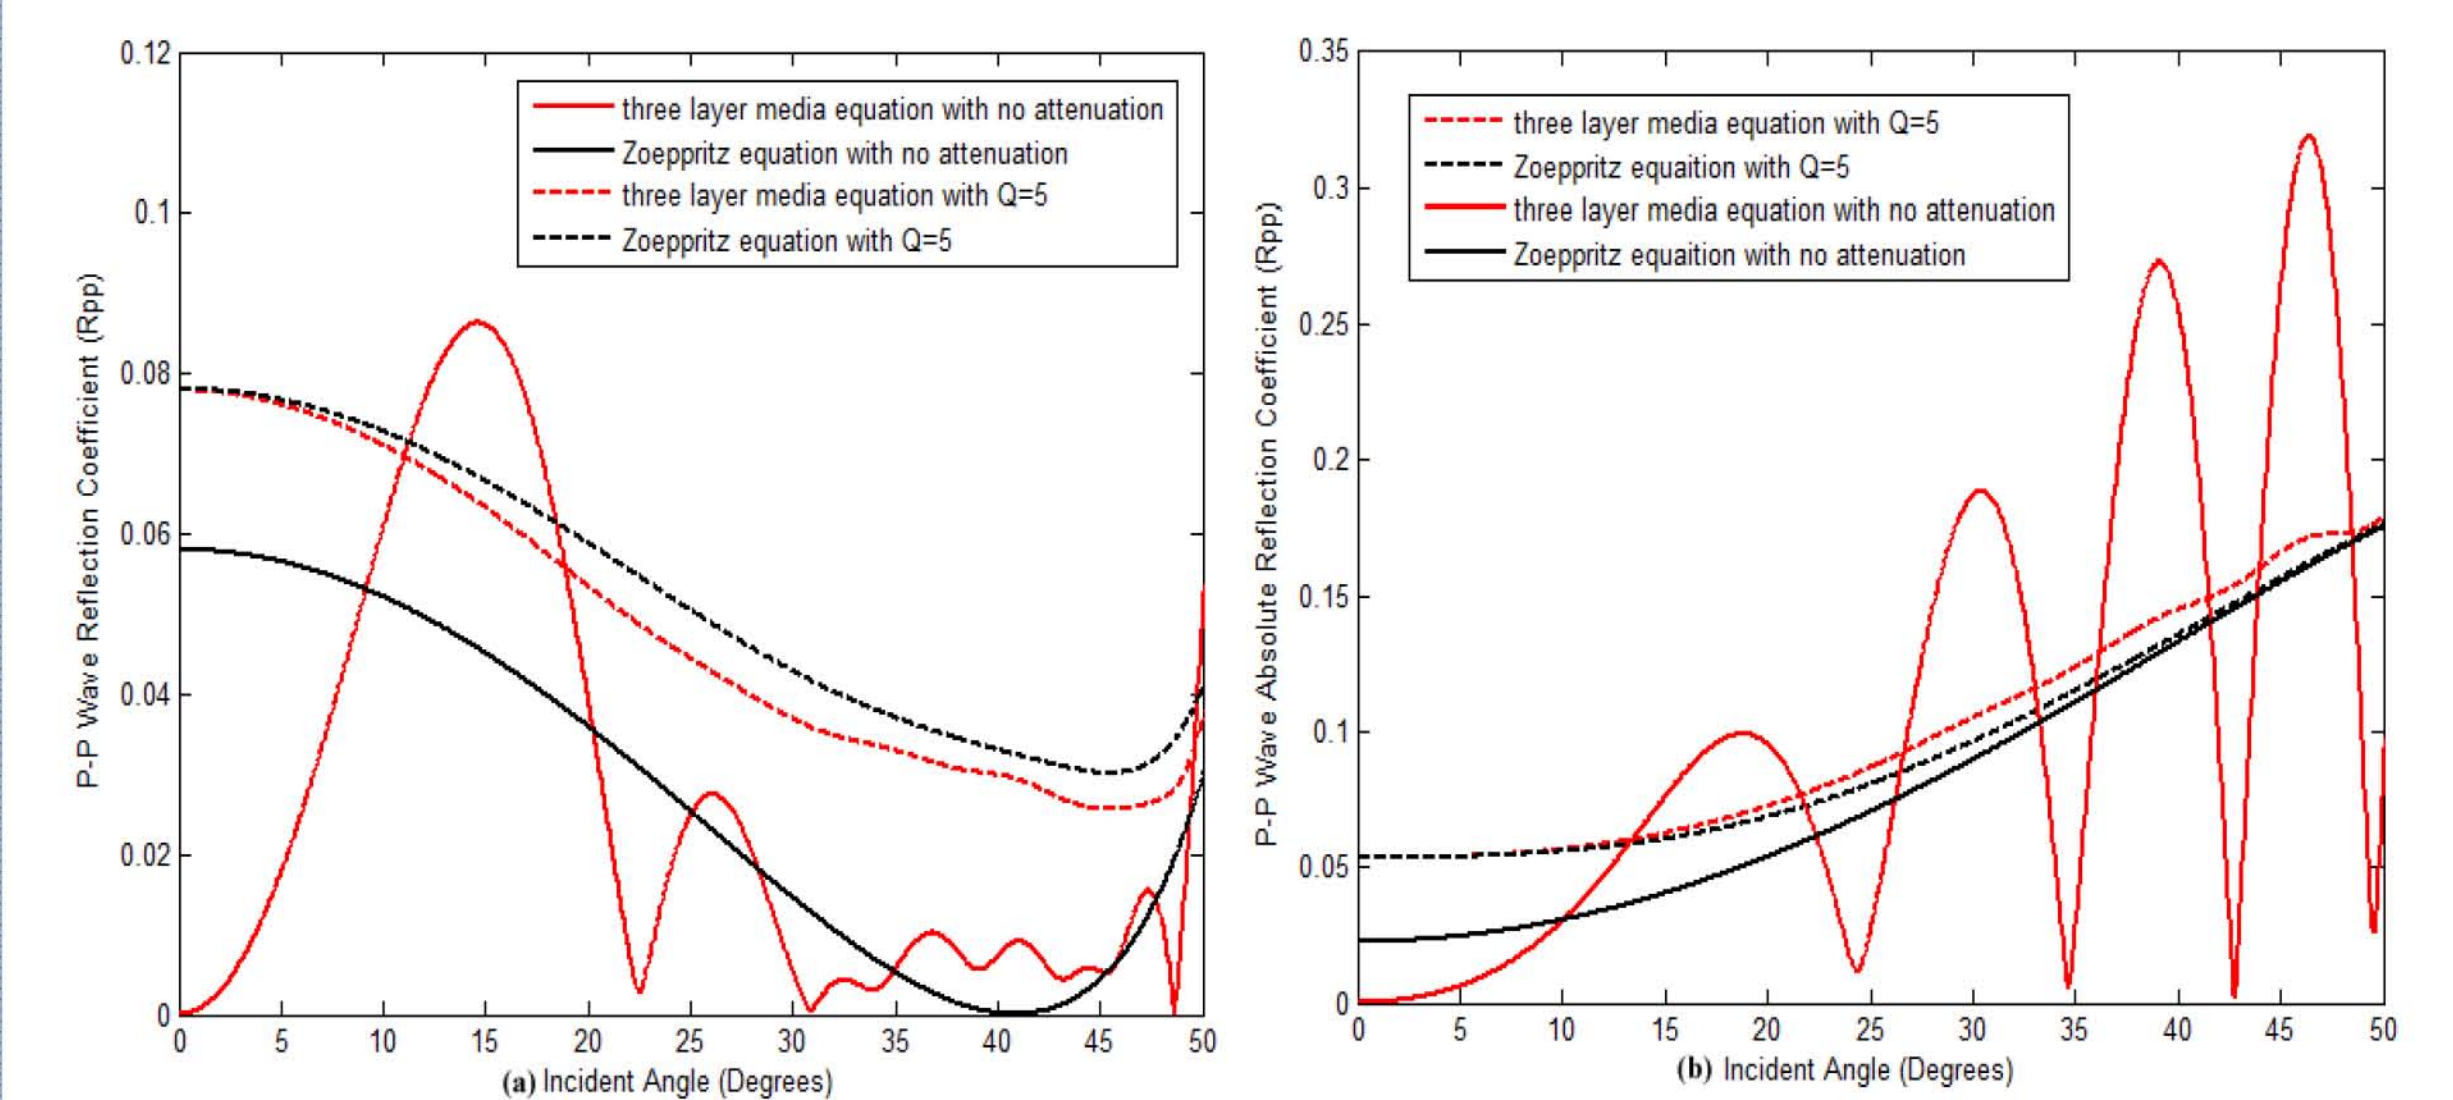 0.12
0.1
0.08
0.06
0.04
0.02
0
P-P Wave Reflection Coefficient (Rpp)
three layer media equation with no attenuation
Zoeppritz equation with no attenuation
three layer media equation with Q=5
Zoeppritz equation with Q=5
0 5 10 15 20 25 30 35 40 45 50
(a) Incident Angle (Degrees)
0.35
0.3
0.25
0.2
0.15
0.1
0.05
0
P-P Wave Absolute Reflection Coefficient (Rpp)
three layer media equation with Q=5
Zoeppritz equaition with Q=5
three layer media equation with no attenuation
Zoeppritz equaition with no attenuation
0 5 10 15 20 25 30 35 40 45 50
(b) Incident Angle (Degrees)